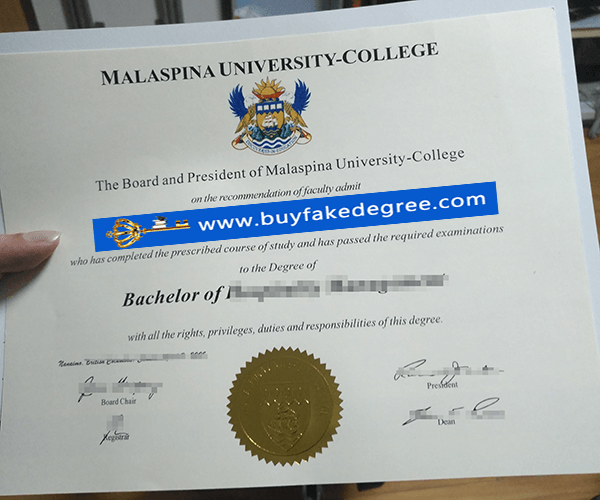 MALASPINA UNIVERSITY-COLLEGE
The Board and President of Malaspina University-College
on the recommendation of faculty admit
www.buyfakedegree.com
who has completed the prescribed course of study and has passed the required examinations
to the Degree of
Bachelor of
with all the rights, privileges, duties and responsibilities of this degree.
Nanaimo, British Columbia,
President
Board Chair
Dean
Registrar